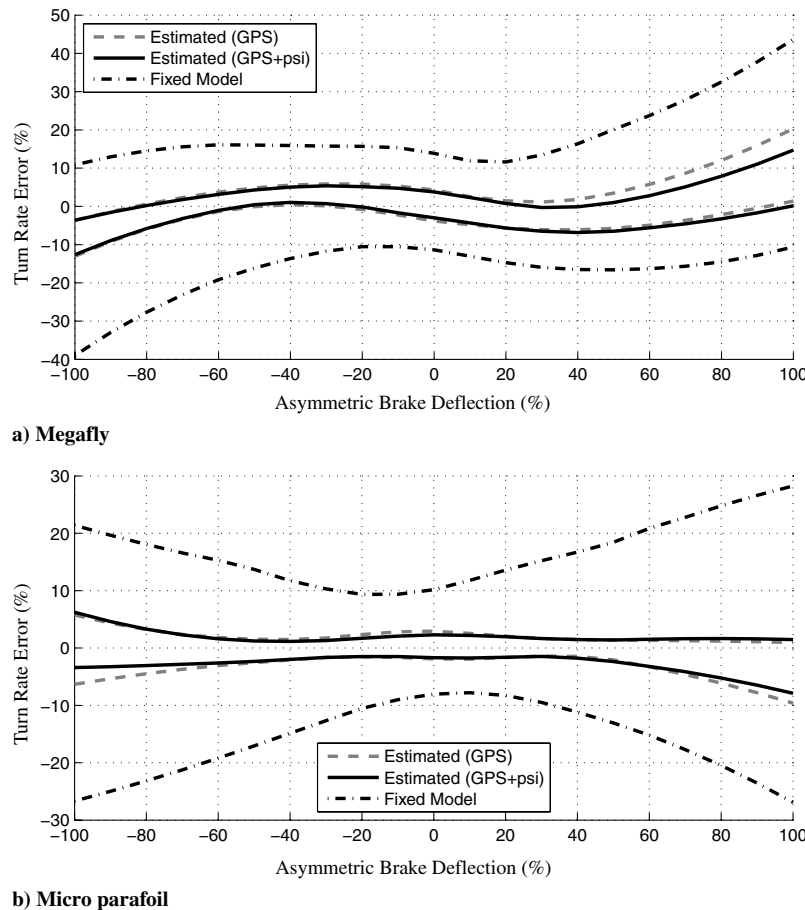 50
40
30
20
10
0
−10
−20
−30
−40
Turn Rate Error (%)
Estimated (GPS)
Estimated (GPS+psi)
Fixed Model
−100 −80 −60 −40 −20 0 20 40 60 80 100
Asymmetric Brake Deflection (%)
a) Megafly
30
20
10
0
−10
−20
−30
Turn Rate Error (%)
Estimated (GPS)
Estimated (GPS+psi)
Fixed Model
−100 −80 −60 −40 −20 0 20 40 60 80 100
Asymmetric Brake Deflection (%)
b) Micro parafoil